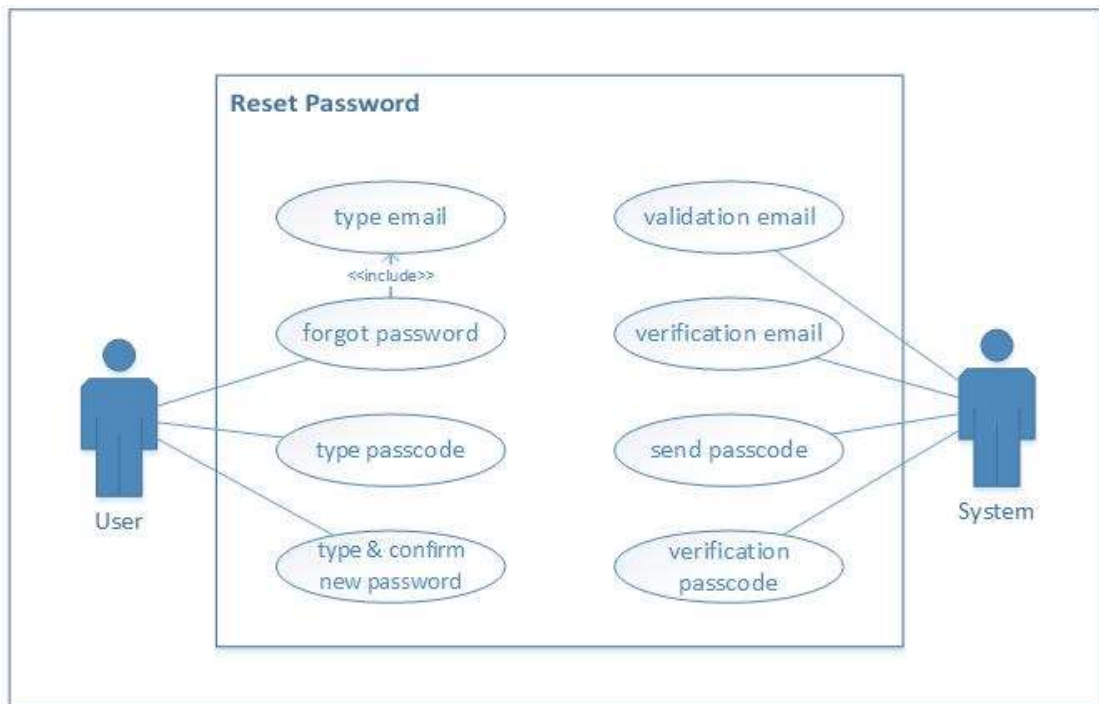 Reset Password
type email
validation email
<<include>>
forgot password
verification email
type passcode
send passcode
User
System
type & confirm
new password
verification
passcode